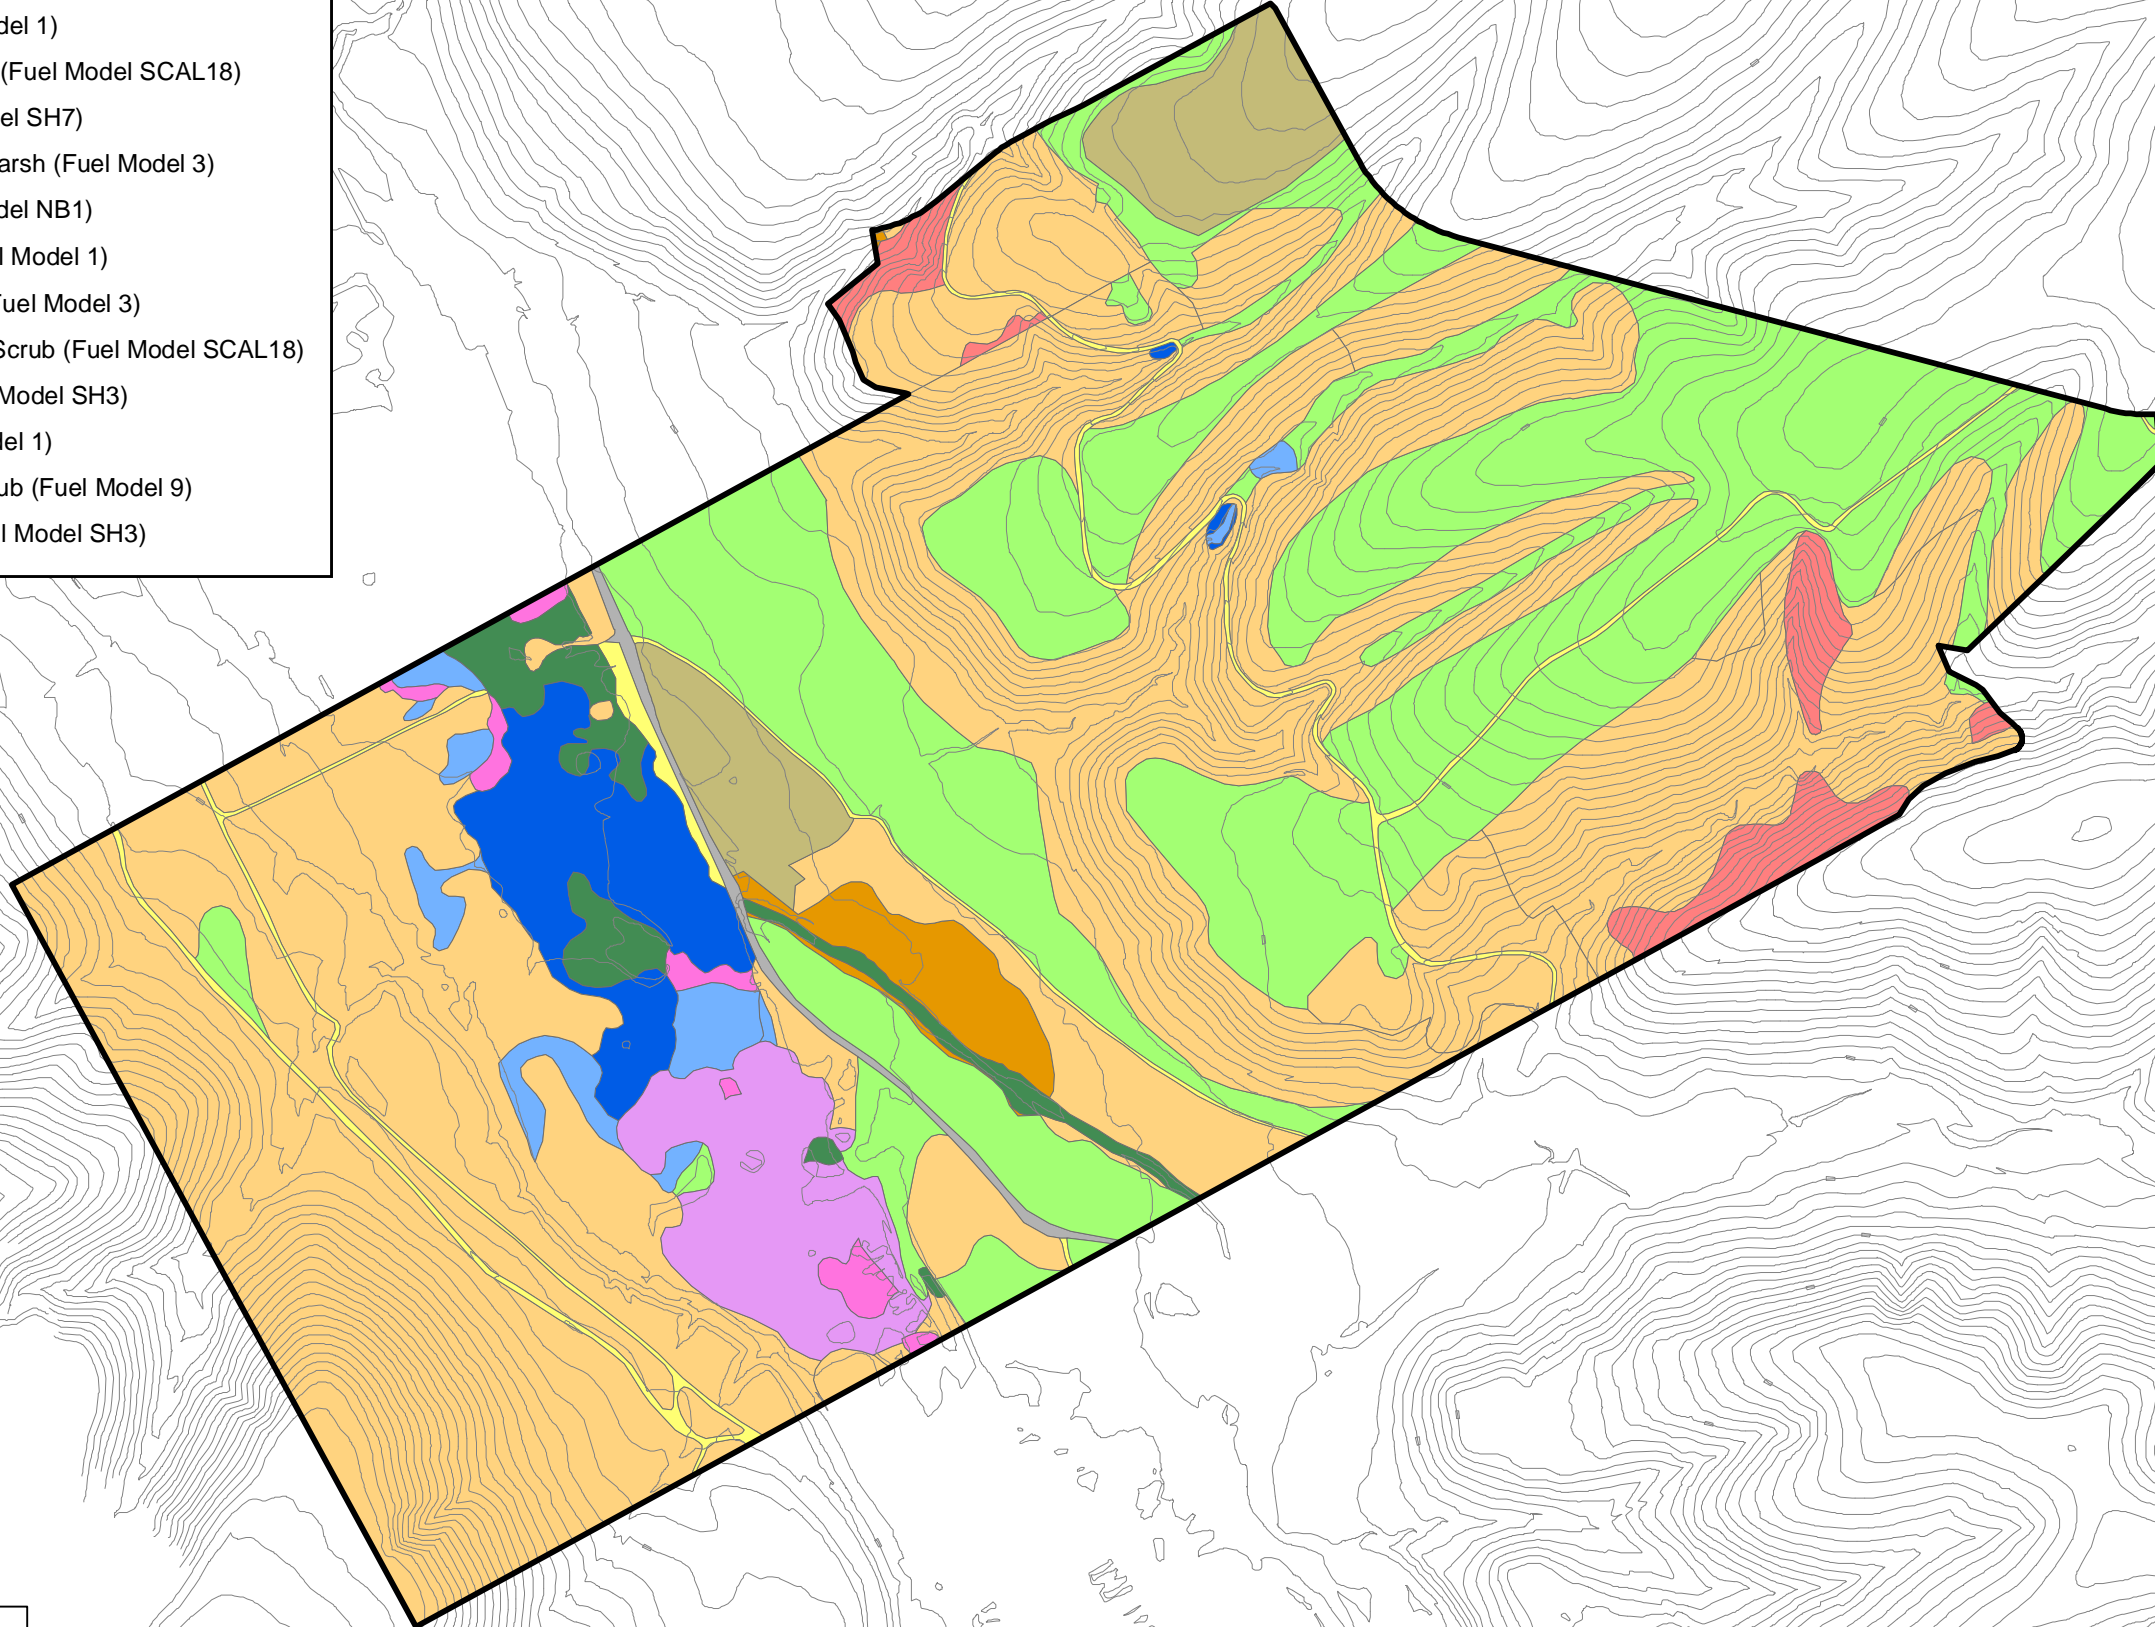 del 1)
(Fuel Model SCAL18)
el SH7)
arsh (Fuel Model 3)
del NB1)
l Model 1)
uel Model 3)
Scrub (Fuel Model SCAL18)
Model SH3)
del 1)
ub (Fuel Model 9)
l Model SH3)